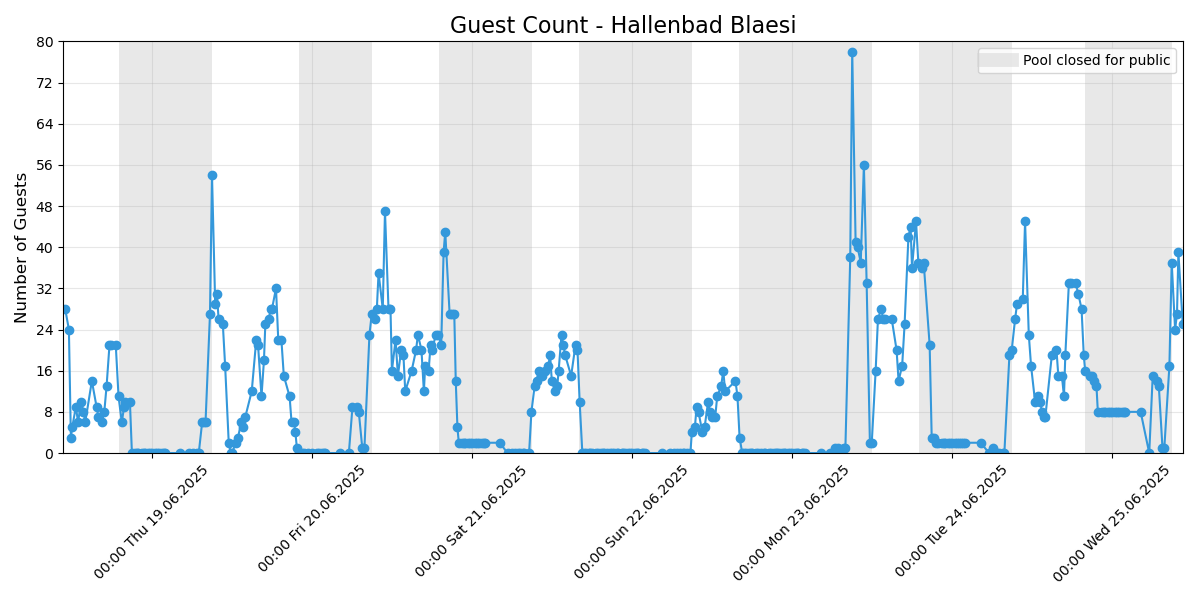 Guest Count - Hallenbad Blaesi
Pool closed for public
Number of Guests
80
72
64
56
48
40
32
24
16
8
0
00:00 Thu 19.06.2025
00:00 Fri 20.06.2025
00:00 Sat 21.06.2025
00:00 Sun 22.06.2025
00:00 Mon 23.06.2025
00:00 Tue 24.06.2025
00:00 Wed 25.06.2025